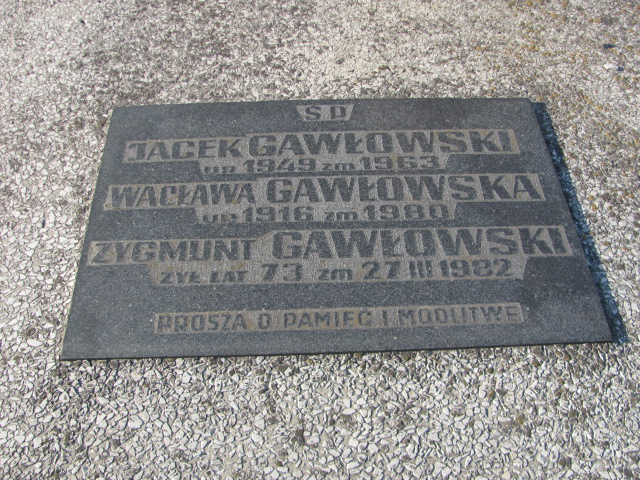 SP
JACEK GAWŁOWSKI
UR 1949 ZM 1963
WACŁAWA GAWŁOWSKA
UR 1916 ZM 1980
ZYGMUNT GAWŁOWSKI
ŻYŁ LAT 73 ZM 27 III 1982
PROSZĄ O PAMIĘĆ I MODLITWĘ